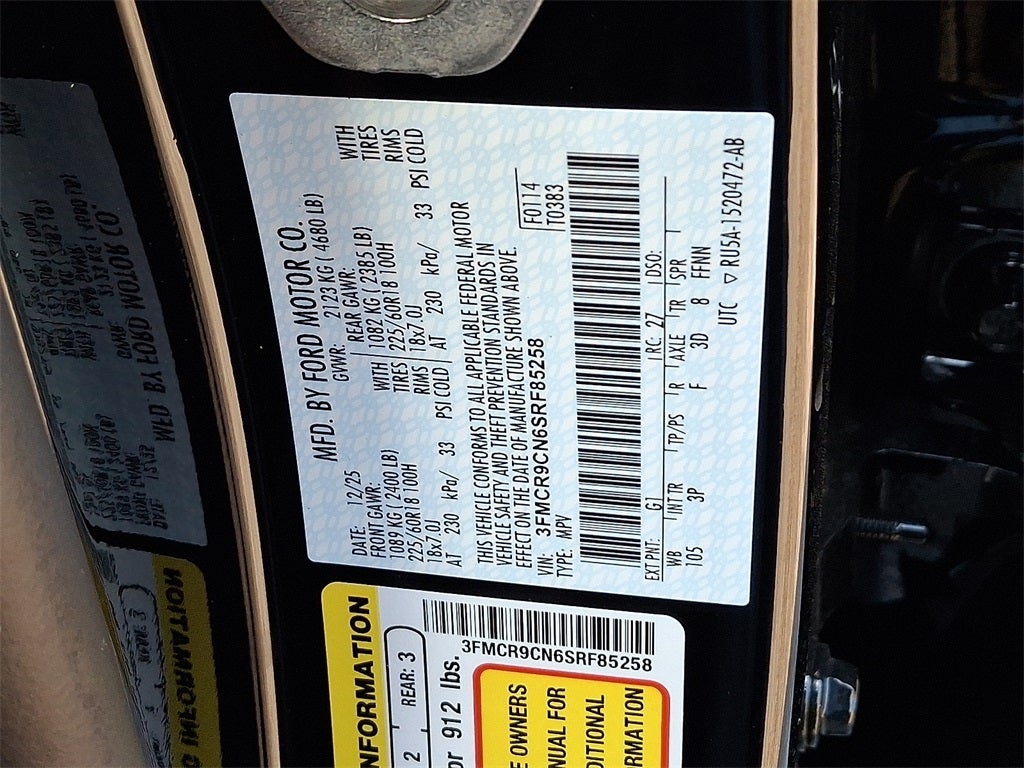 MFD. BY FORD MOTOR CO.
DATE: 12/25 GVWR: 2123 KG ( 4680 LB)
FRONT GAWR: REAR GAWR:
1089 KG ( 2400 LB) WITH 1082 KG ( 2385 LB) WITH
225/60R18 100H TIRES 225/60R18 100H TIRES
18x7.0J RIMS 18x7.0J RIMS
AT 230 kPa/ 33 PSI COLD AT 230 kPa/ 33 PSI COLD
THIS VEHICLE CONFORMS TO ALL APPLICABLE FEDERAL MOTOR
VEHICLE SAFETY AND THEFT PREVENTION STANDARDS IN
EFFECT ON THE DATE OF MANUFACTURE SHOWN ABOVE.
VIN: 3FMCR9CN6SRF85258 F0114
TYPE: MPV T0383
EXT PNT: G1 RC: 27 DSO:
WB INT TR TP/PS R AXLE TR SPR
105 3P F 3D 8 FFNN
UTC ▽ RU5A-1520472-AB
NFORMATION
2 REAR: 3
or 912 lbs.
3FMCR9CN6SRF85258
E OWNERS
NUAL FOR
DITIONAL
RMATION